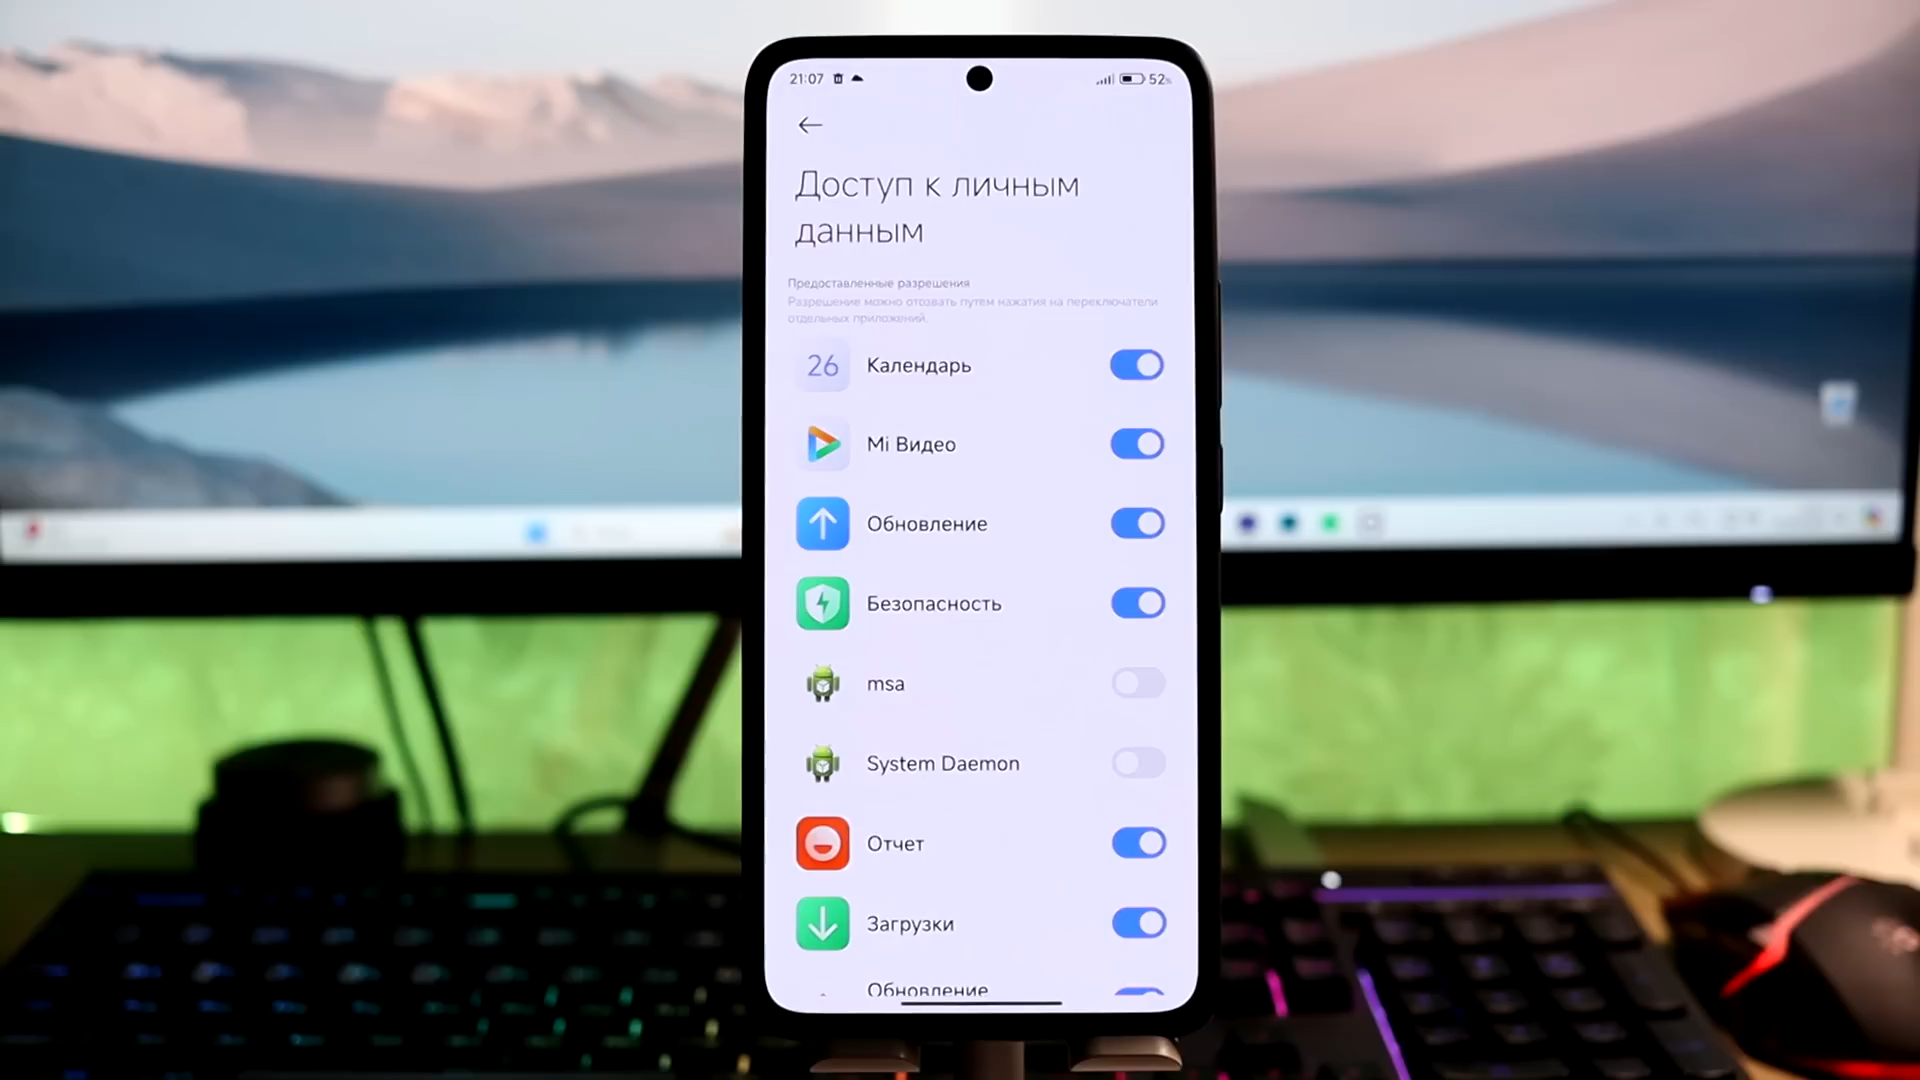 21:07
52%
Доступ к личным
данным
Предоставленные разрешения
Разрешение можно отозвать путем нажатия на переключатели
отдельных приложений.
26
Календарь
Mi Видео
Обновление
Безопасность
msa
System Daemon
Отчет
Загрузки
Обновление